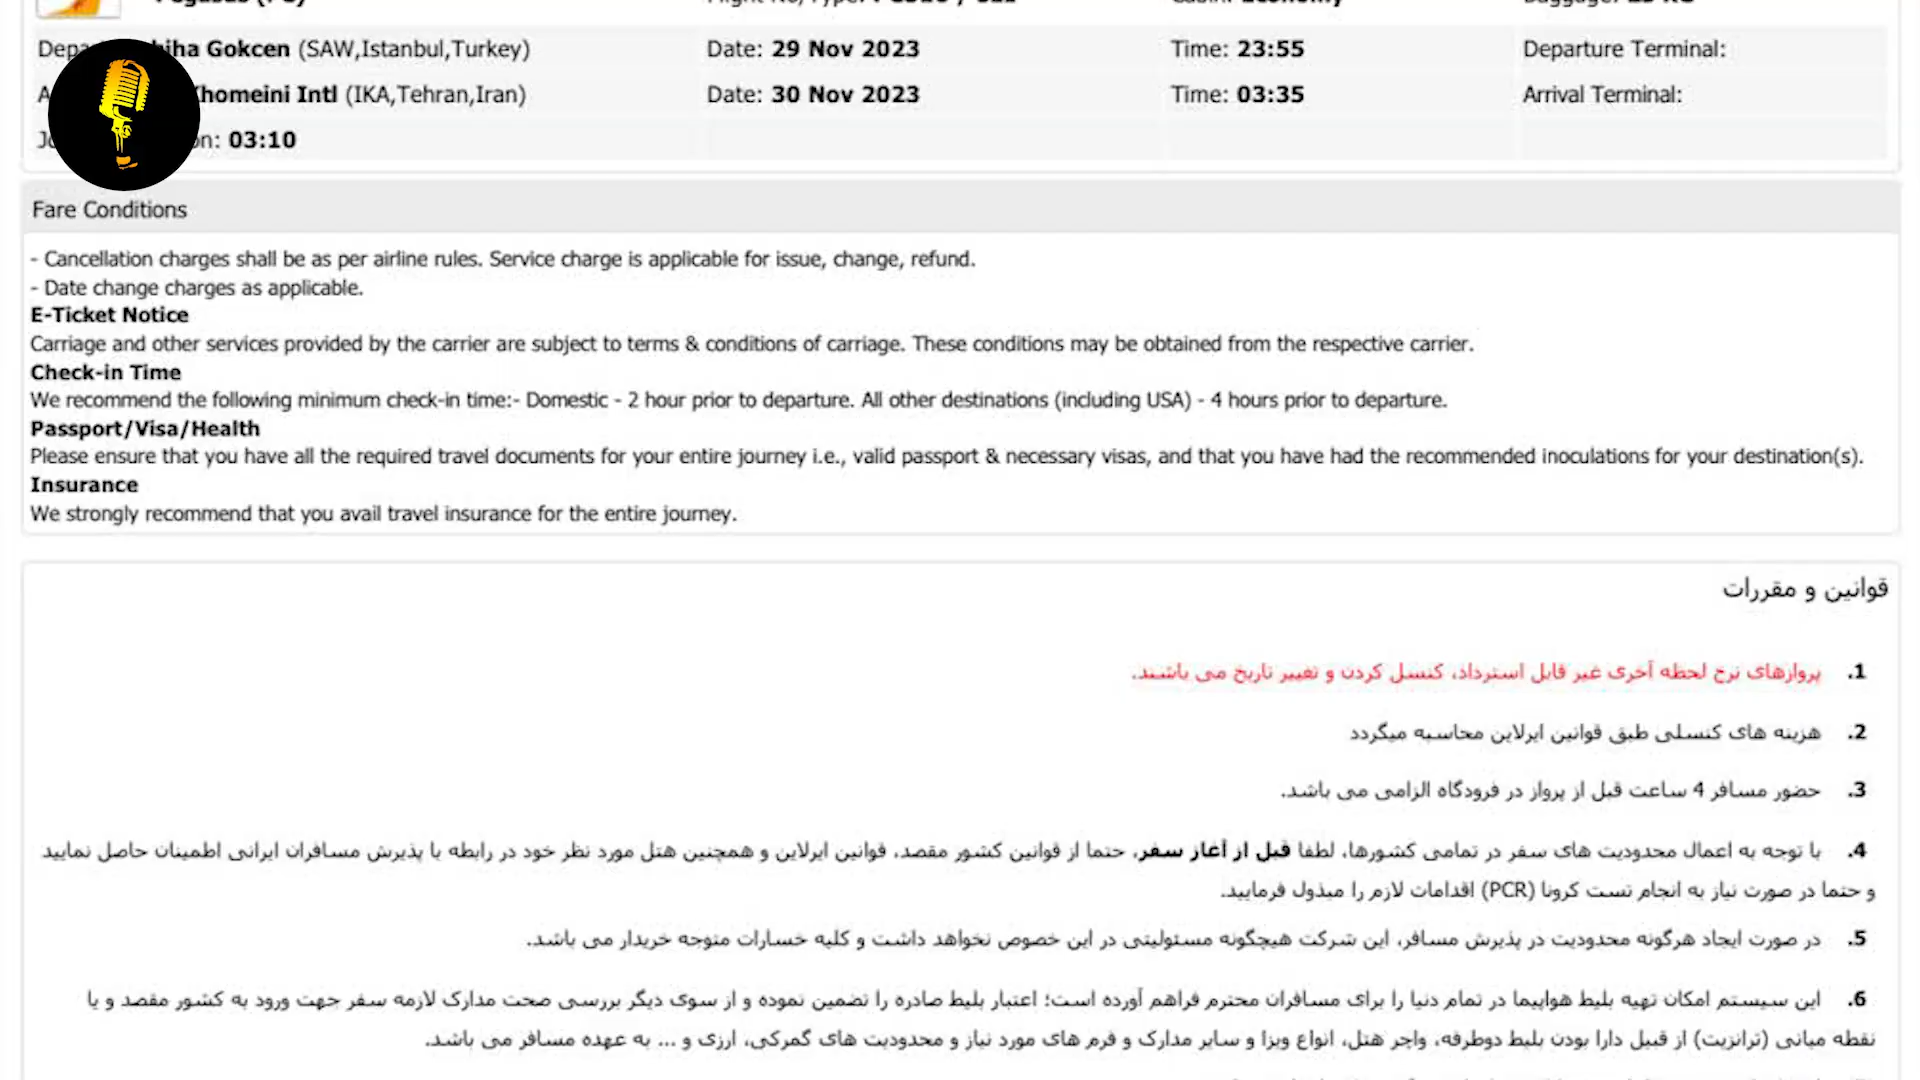 Sabiha Gokcen (SAW,Istanbul,Turkey) Date: 29 Nov 2023 Time: 23:55 Departure Terminal:
Khomeini Intl (IKA,Tehran,Iran) Date: 30 Nov 2023 Time: 03:35 Arrival Terminal:
03:10
Fare Conditions
- Cancellation charges shall be as per airline rules. Service charge is applicable for issue, change, refund.
- Date change charges as applicable.
E-Ticket Notice
Carriage and other services provided by the carrier are subject to terms & conditions of carriage. These conditions may be obtained from the respective carrier.
Check-in Time
We recommend the following minimum check-in time:- Domestic - 2 hour prior to departure. All other destinations (including USA) - 4 hours prior to departure.
Passport/Visa/Health
Please ensure that you have all the required travel documents for your entire journey i.e., valid passport & necessary visas, and that you have had the recommended inoculations for your destination(s).
Insurance
We strongly recommend that you avail travel insurance for the entire journey.
قوانین و مقررات
1. پروازهای نرخ لحظه آخری غیر قابل استرداد، کنسل کردن و تغییر تاریخ می باشند.
2. هزینه های کنسلی طبق قوانین ایرلاین محاسبه میگردد
3. حضور مسافر 4 ساعت قبل از پرواز در فرودگاه الزامی می باشد.
4. با توجه به اعمال محدودیت های سفر در تمامی کشورها، لطفا قبل از آغاز سفر، حتما از قوانین کشور مقصد، قوانین ایرلاین و همچنین هتل مورد نظر خود در رابطه با پذیرش مسافران ایرانی اطمینان حاصل نمایید
و حتما در صورت نیاز به انجام تست کرونا (PCR) اقدامات لازم را مبذول فرمایید.
5. در صورت ایجاد هرگونه محدودیت در پذیرش مسافر، این شرکت هیچگونه مسئولیتی در این خصوص نخواهد داشت و کلیه خسارات متوجه خریدار می باشد.
6. این سیستم امکان تهیه بلیط هواپیما در تمام دنیا را برای مسافران محترم فراهم آورده است؛ اعتبار بلیط صادره را تضمین نموده و از سوی دیگر بررسی صحت مدارک لازمه سفر جهت ورود به کشور مقصد و یا
نقطه میانی (ترانزیت) از قبیل دارا بودن بلیط دوطرفه، واچر هتل، انواع ویزا و سایر مدارک و فرم های مورد نیاز و محدودیت های گمرکی، ارزی و ... به عهده مسافر می باشد.